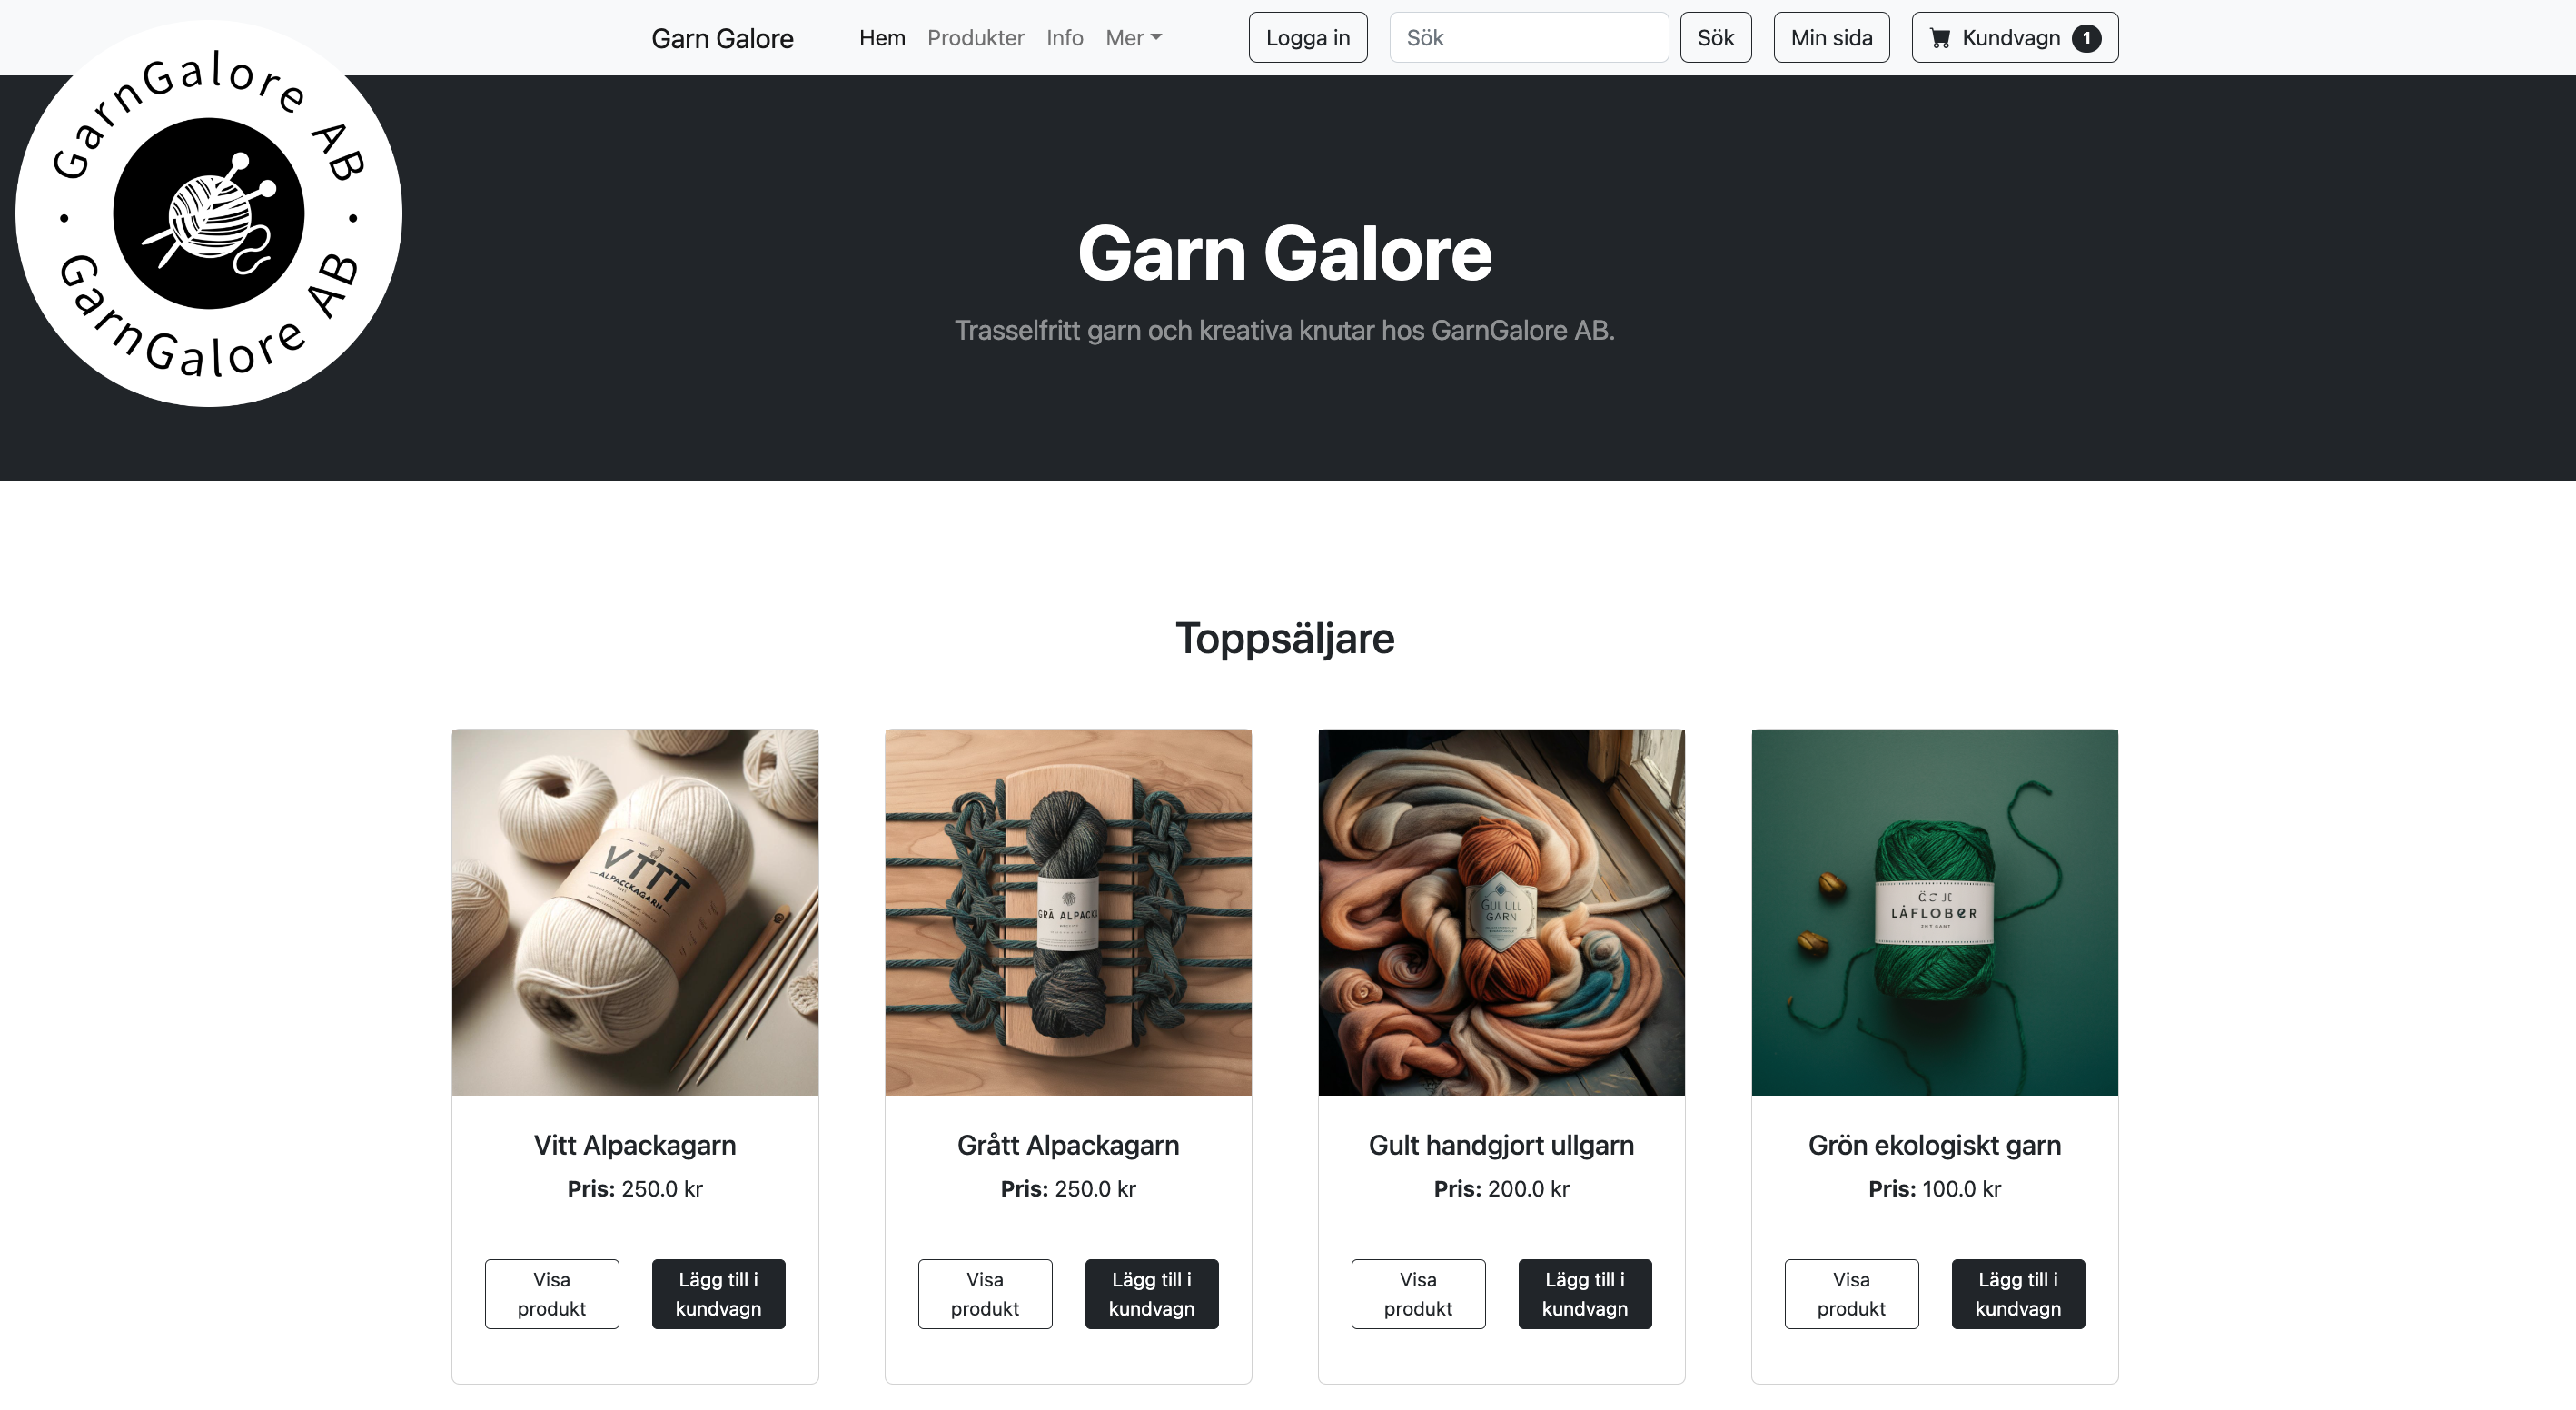 Garn Galore
Hem
Produkter
Info
Mer
Logga in
Sök
Sök
Min sida
Kundvagn 1
GarnGalore AB
GarnGalore AB
Garn Galore
Trasselfritt garn och kreativa knutar hos GarnGalore AB.
Toppsäljare
VTTT
ALPACCKAGARN
GRÅ ALPACKA
GUL ULL
GARN
LÅFLOBER
Vitt Alpackagarn
Pris: 250.0 kr
Visa
produkt
Lägg till i
kundvagn
Grått Alpackagarn
Pris: 250.0 kr
Visa
produkt
Lägg till i
kundvagn
Gult handgjort ullgarn
Pris: 200.0 kr
Visa
produkt
Lägg till i
kundvagn
Grön ekologiskt garn
Pris: 100.0 kr
Visa
produkt
Lägg till i
kundvagn